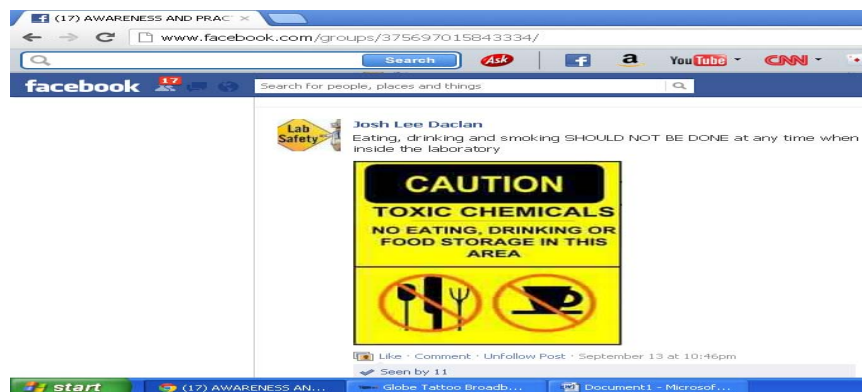 (17) AWARENESS AND PRAC
www.facebook.com/groups/375697015843334/
Search Ask f a YouTube CNN
facebook 17 Search for people, places and things
Lab
Safety
Josh Lee Daclan
Eating, drinking and smoking SHOULD NOT BE DONE at any time when
inside the laboratory
CAUTION
TOXIC CHEMICALS
NO EATING, DRINKING OR
FOOD STORAGE IN THIS
AREA
Like · Comment · Unfollow Post · September 13 at 10:46pm
Seen by 11
start (17) AWARENESS AN... Globe Tattoo Broadb... Document1 - Microsof...